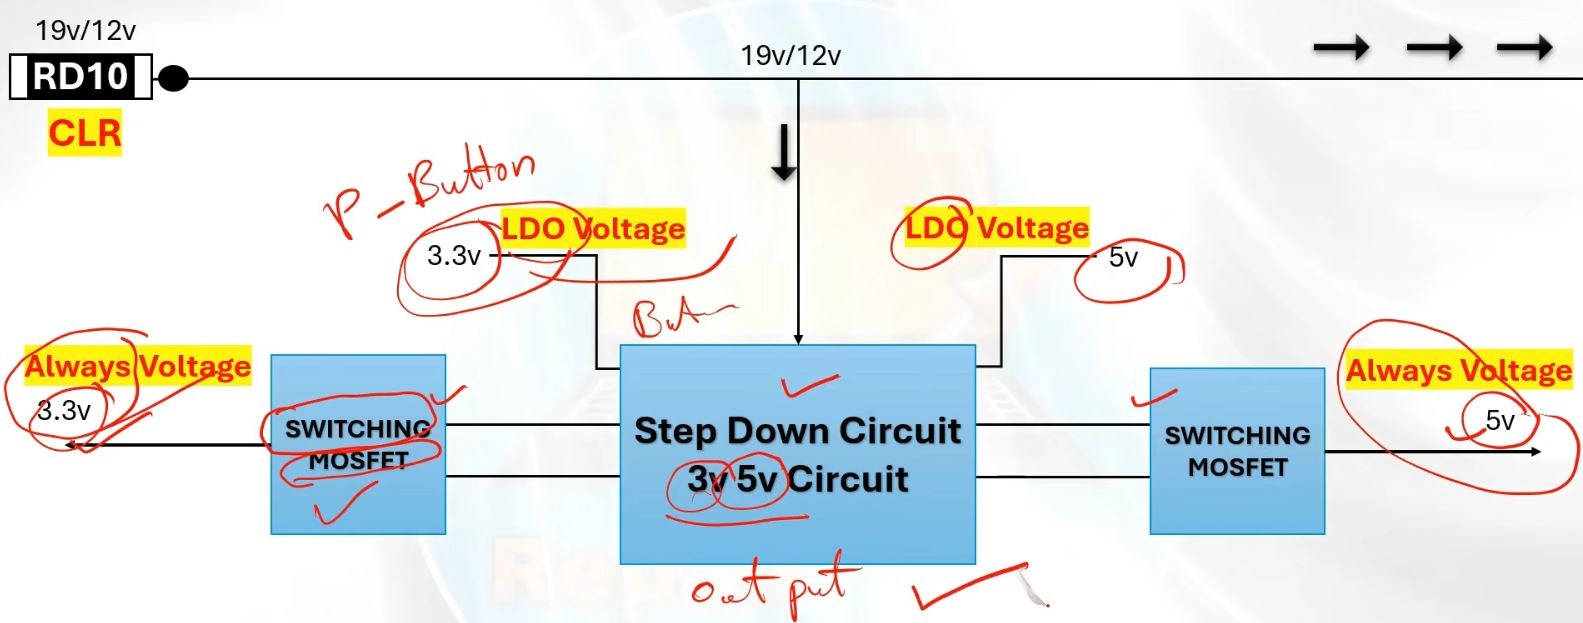 19v/12v
RD10
CLR
19v/12v
P-Button
LDO Voltage
3.3v
LDO Voltage
5v
But
Always Voltage
3.3v
SWITCHING
MOSFET
Step Down Circuit
3v 5v Circuit
SWITCHING
MOSFET
Always Voltage
5v
output